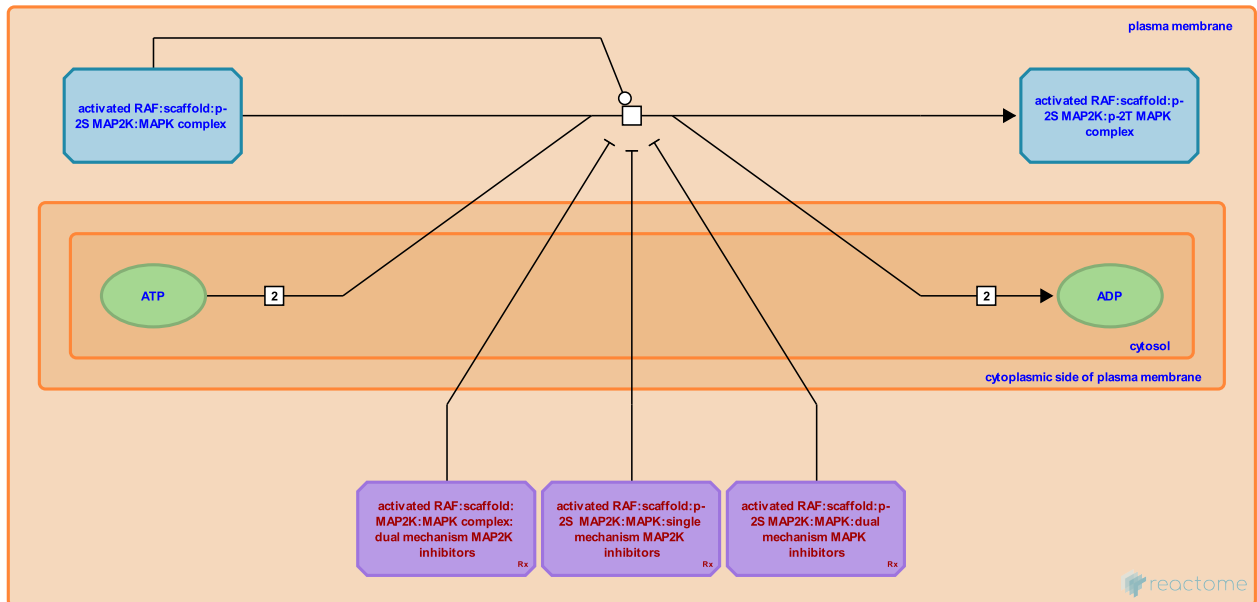 plasma membrane
activated RAF:scaffold:p-
2S MAP2K:MAPK complex
activated RAF:scaffold:p-
2S MAP2K:p-2T MAPK
complex
ATP
2
2
ADP
cytosol
cytoplasmic side of plasma membrane
activated RAF:scaffold:
MAP2K:MAPK complex:
dual mechanism MAP2K
inhibitors
Rx
activated RAF:scaffold:p-
2S MAP2K:MAPK:single
mechanism MAP2K
inhibitors
Rx
activated RAF:scaffold:p-
2S MAP2K:MAPK:dual
mechanism MAPK
inhibitors
Rx
reactome